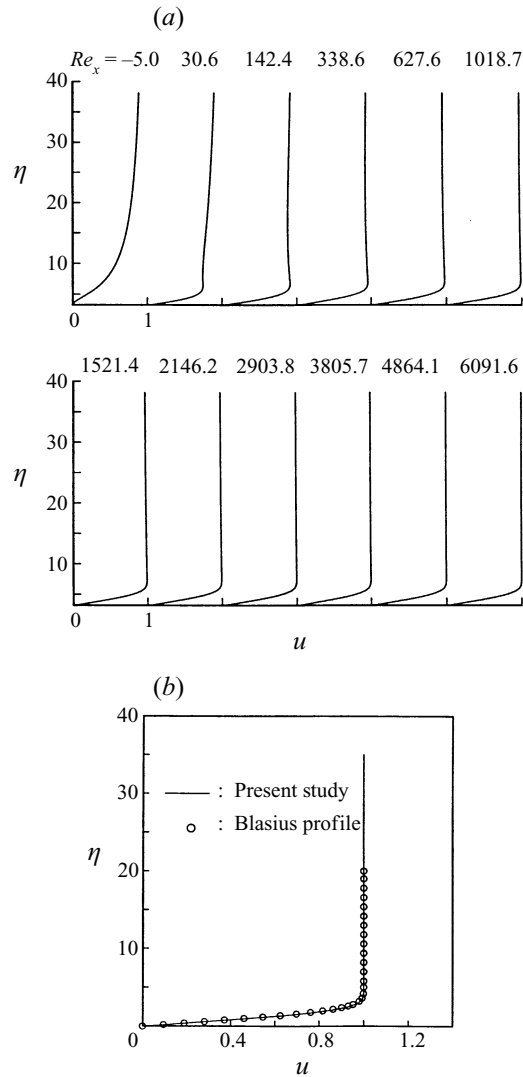 (a)
Re_x = –5.0 30.6 142.4 338.6 627.6 1018.7
40
30
η
20
10
0 1
1521.4 2146.2 2903.8 3805.7 4864.1 6091.6
40
30
η
20
10
0 1
u
(b)
40
30
: Present study
: Blasius profile
η
20
10
0 0.4 0.8 1.2
u